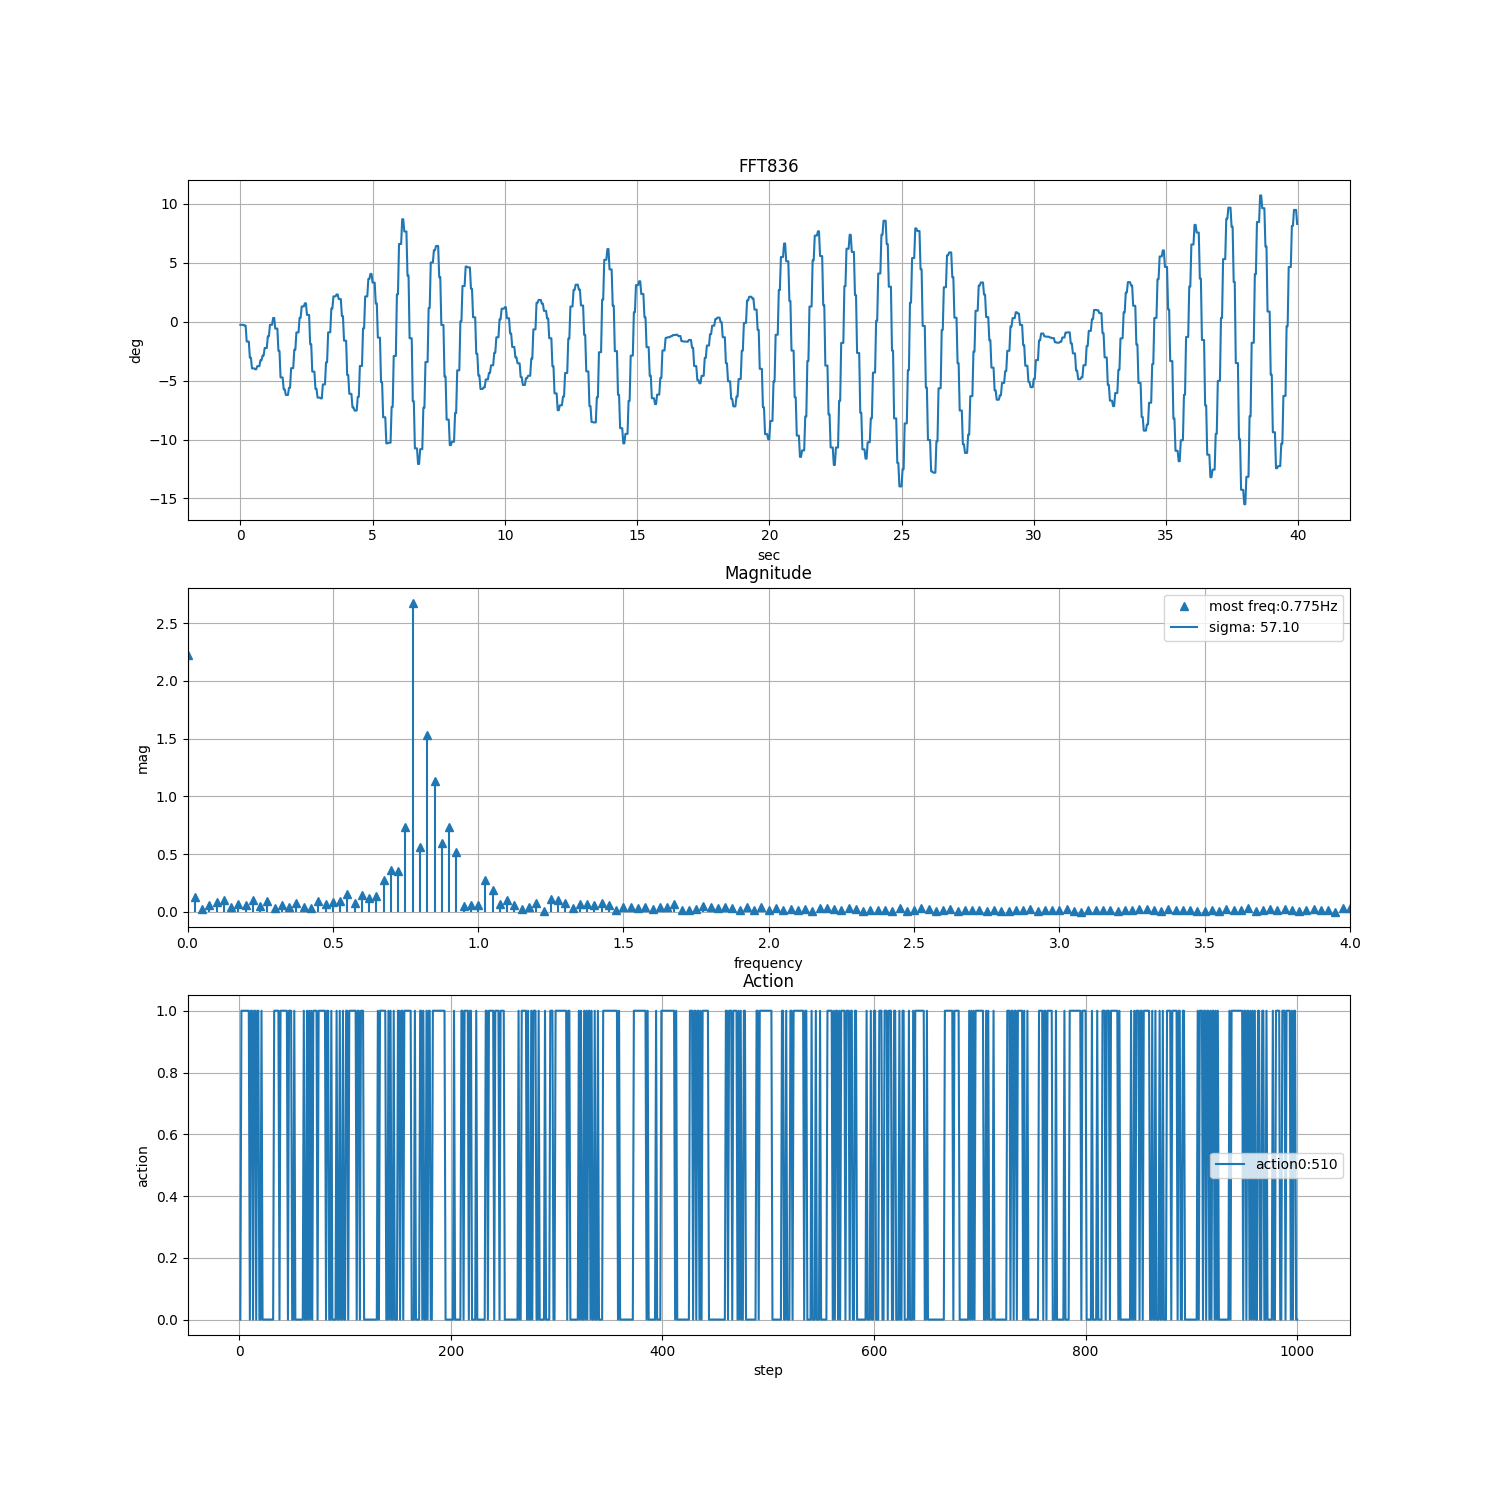 FFT836
10
5
0
−5
−10
−15
deg
0 5 10 15 20 25 30 35 40
sec
Magnitude
most freq:0.775Hz
sigma: 57.10
2.5
2.0
1.5
1.0
0.5
0.0
mag
0.0 0.5 1.0 1.5 2.0 2.5 3.0 3.5 4.0
frequency
Action
1.0
0.8
0.6
0.4
0.2
0.0
action
action0:510
0 200 400 600 800 1000
step